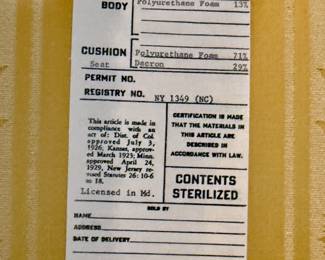 BODY Polyurethane Foam 13%
CUSHION Polyurethane Foam 71%
Seat Dacron 29%
PERMIT NO.
REGISTRY NO. NY 1349 (NC)
This article is made in
compliance with an
act of: Dist. of Col.
approved July 3,
1926; Kansas, approv-
ed March 1923; Minn.
approved April 24,
1929, New Jersey re-
vised Statutes 26:10-6
to 18.
Licensed in Md.
CERTIFICATION IS MADE
THAT THE MATERIALS IN
THIS ARTICLE ARE
DESCRIBED IN
ACCORDANCE WITH LAW.
CONTENTS
STERILIZED
SOLD BY
NAME
ADDRESS
DATE OF DELIVERY